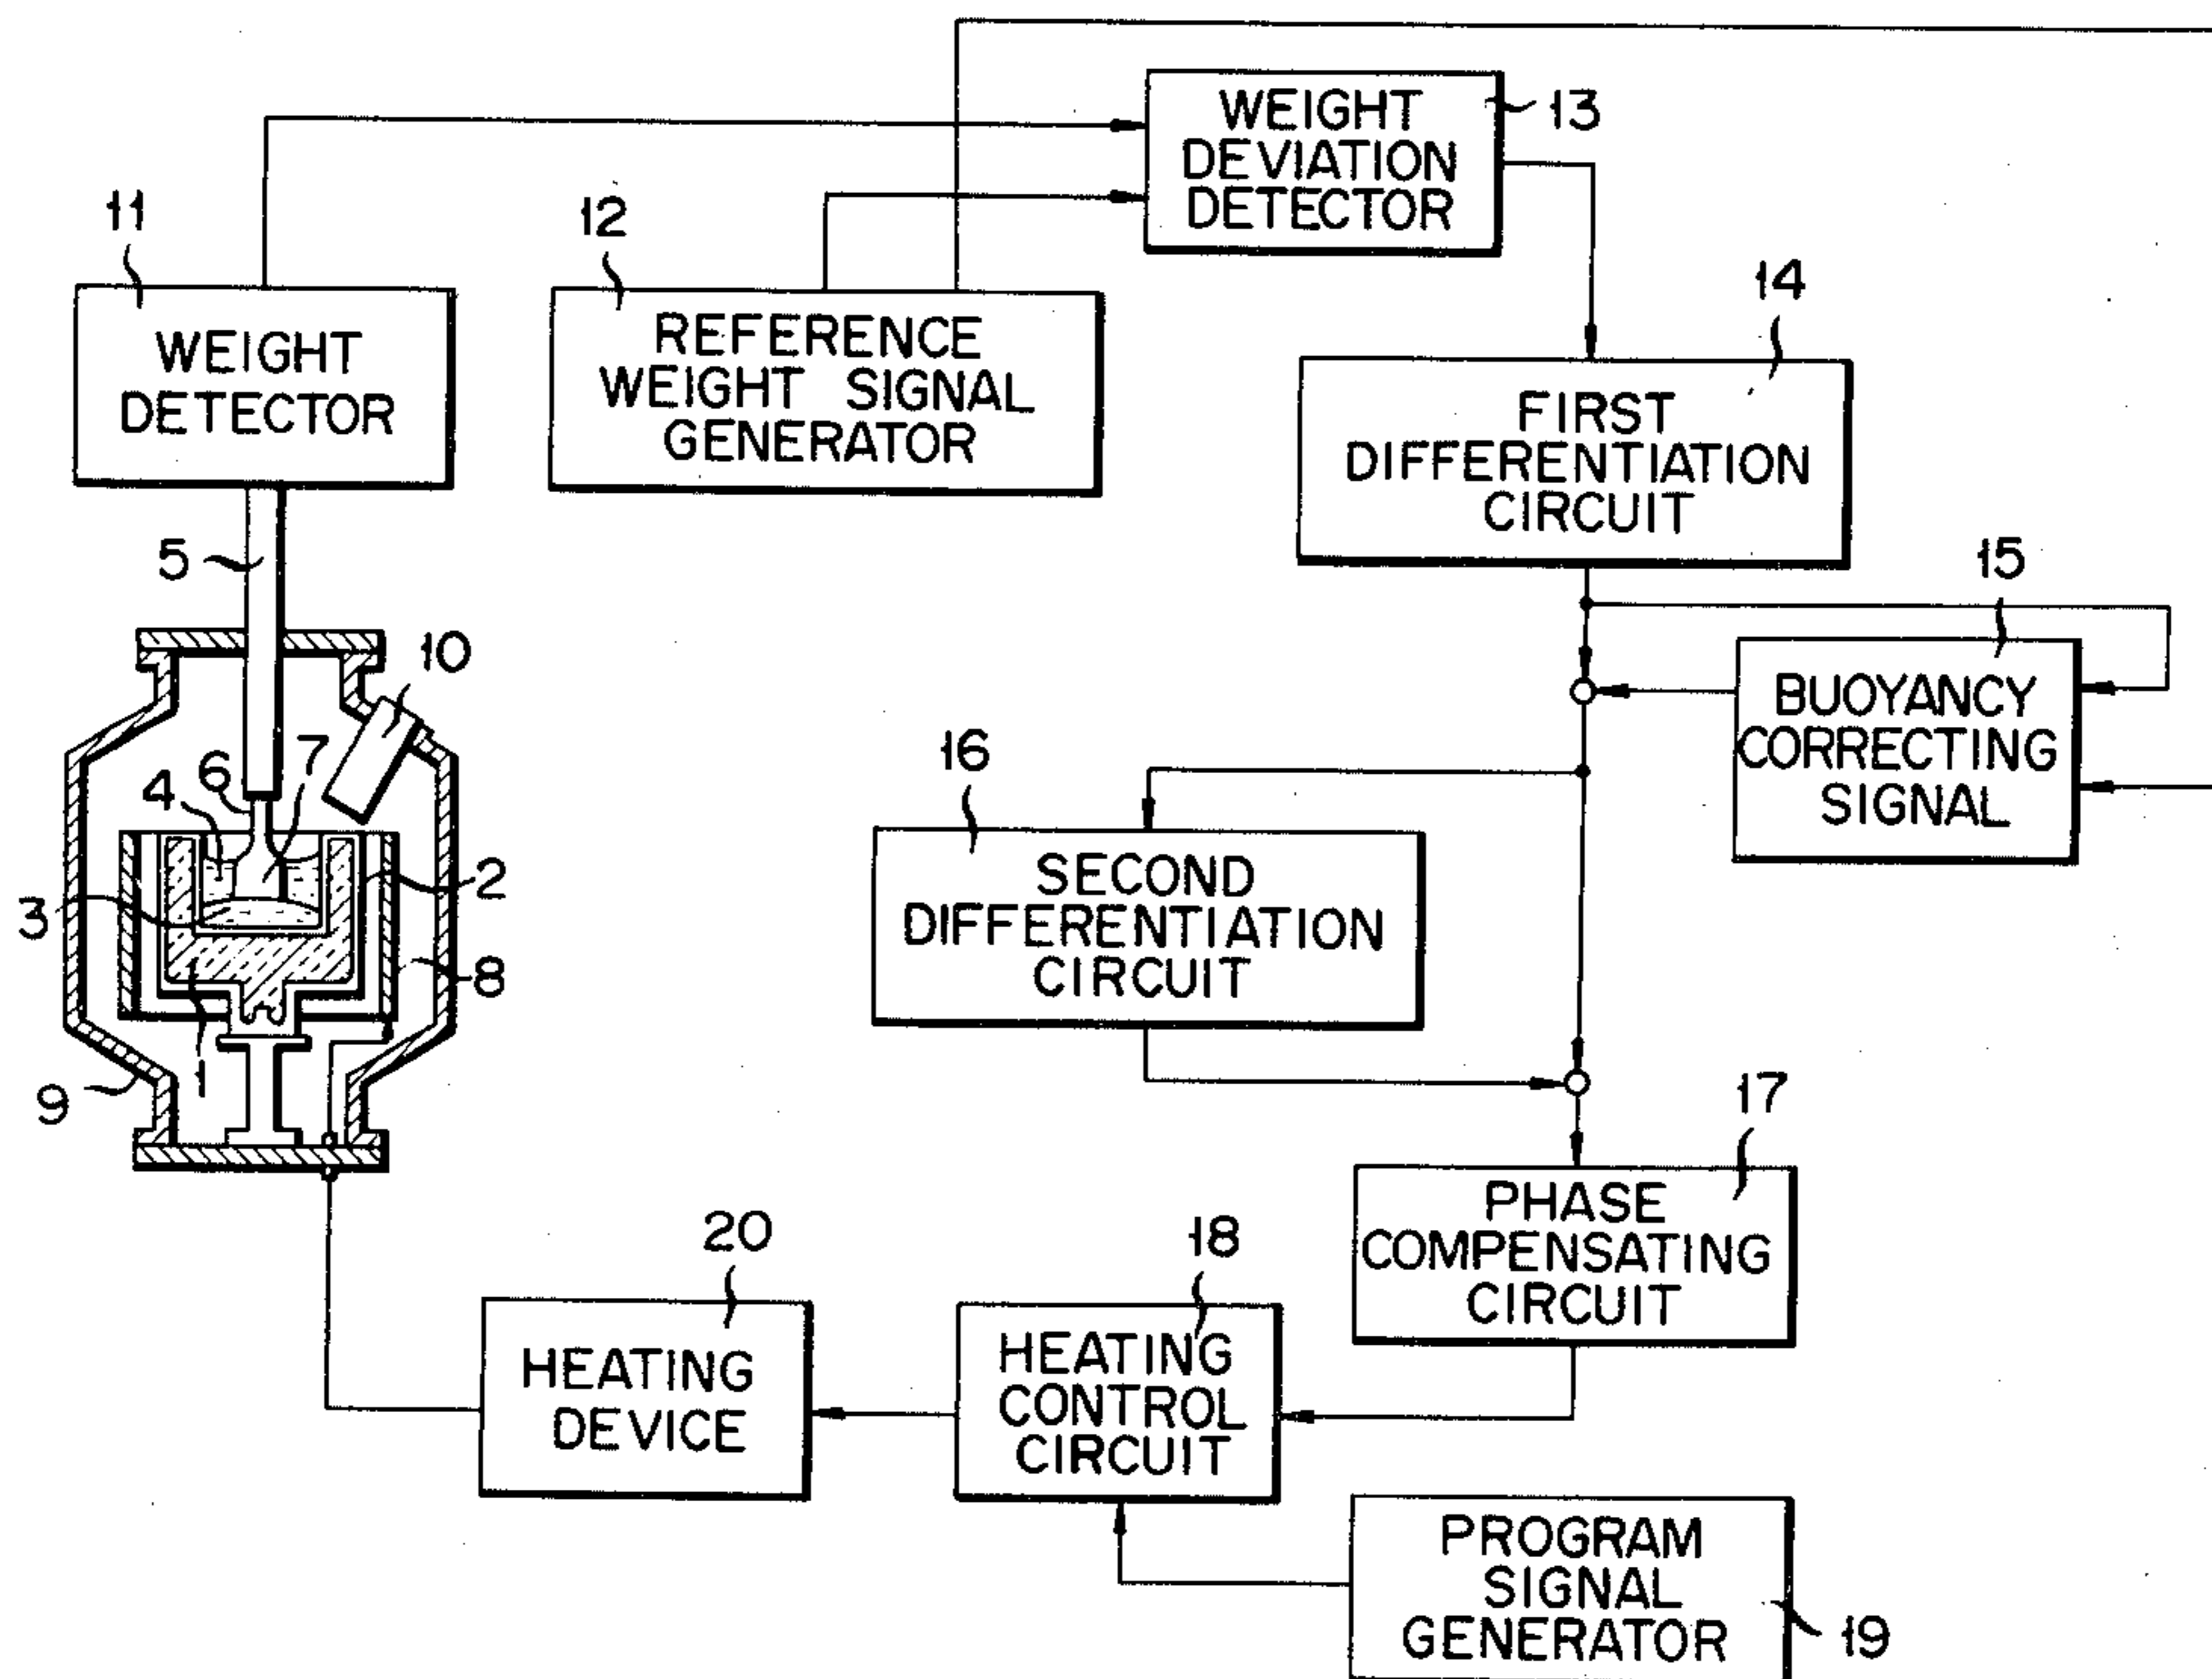 13
WEIGHT
DEVIATION
DETECTOR
11
12
WEIGHT
DETECTOR
REFERENCE
WEIGHT SIGNAL
GENERATOR
14
FIRST
DIFFERENTIATION
CIRCUIT
5
15
10
BUOYANCY
CORRECTING
SIGNAL
16
7
6
4
SECOND
DIFFERENTIATION
CIRCUIT
2
3
8
1
9
17
PHASE
COMPENSATING
CIRCUIT
20
18
HEATING
DEVICE
HEATING
CONTROL
CIRCUIT
PROGRAM
SIGNAL
GENERATOR
19